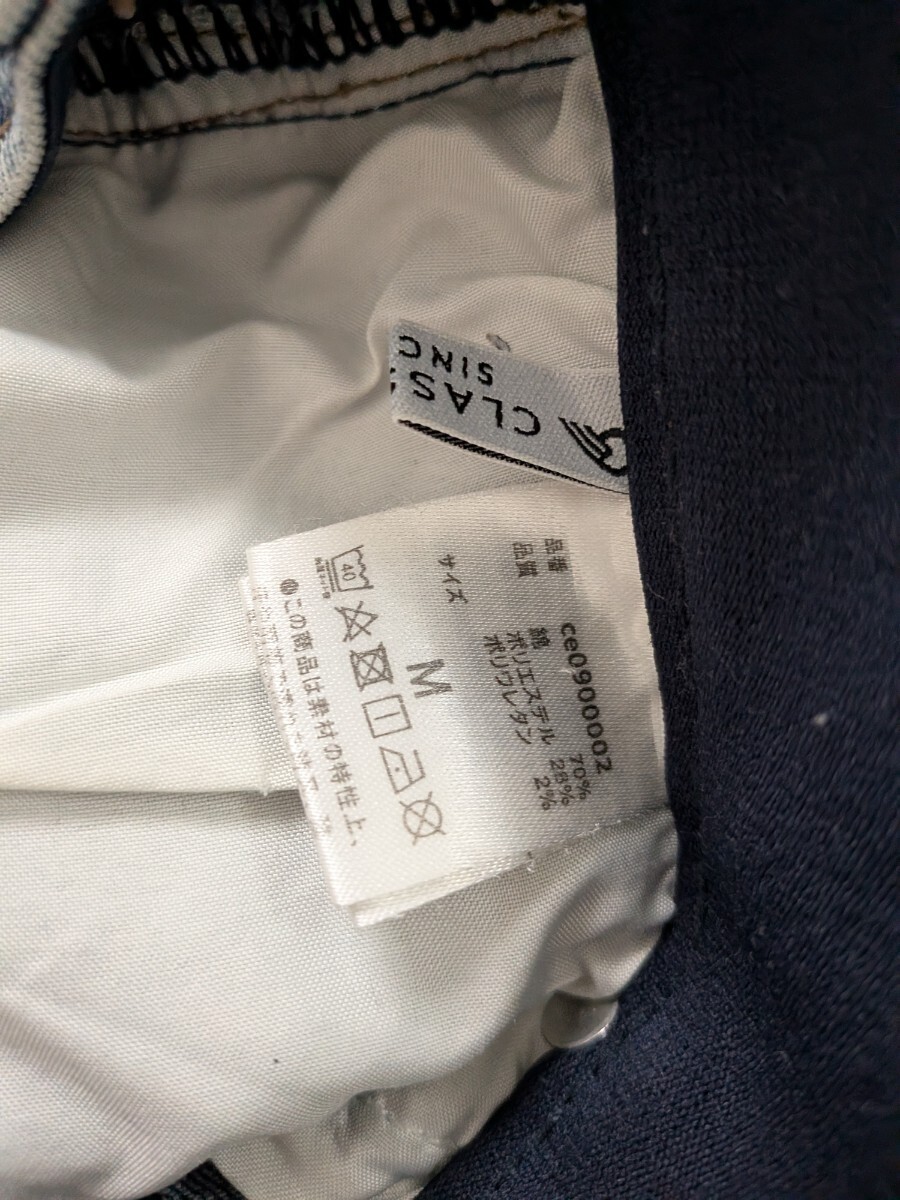 CLAS
SINC
品番 ce0900002
品質 綿 70%
ポリエステル 28%
ポリウレタン 2%
サイズ M
40
この商品は素材の特性上、